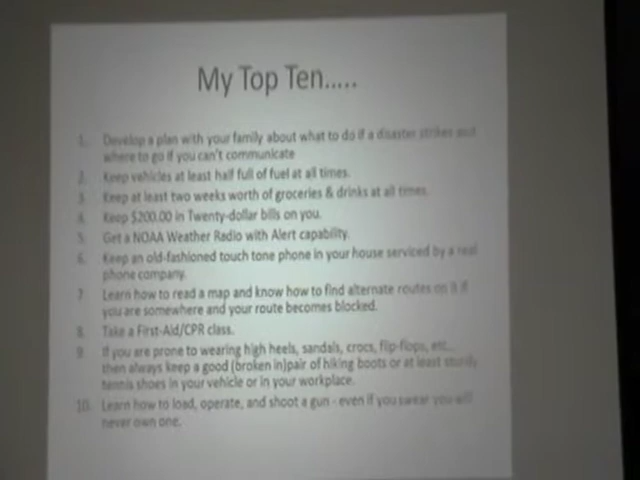 My Top Ten.....
1. Develop a plan with your family about what to do if a disaster strikes and
where to go if you can't communicate
2. Keep vehicles at least half full of fuel at all times.
3. Keep at least two weeks worth of groceries & drinks at all times.
4. Keep $200.00 in Twenty-dollar bills on you.
5. Get a NOAA Weather Radio with Alert capability.
6. Keep an old-fashioned touch tone phone in your house serviced by a real
phone company.
7. Learn how to read a map and know how to find alternate routes on it if
you are somewhere and your route becomes blocked.
8. Take a First-Aid/CPR class.
9. If you are prone to wearing high heels, sandals, crocs, flip-flops, etc...
then always keep a good (broken in)pair of hiking boots or at least sturdy
tennis shoes in your vehicle or in your workplace.
10. Learn how to load, operate, and shoot a gun - even if you swear you will
never own one.